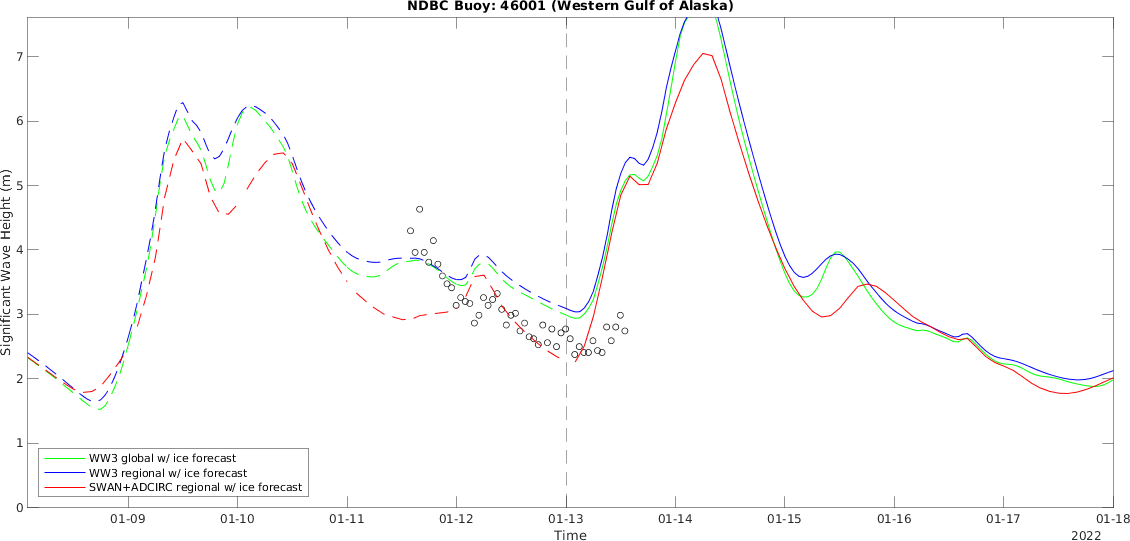 NDBC Buoy: 46001 (Western Gulf of Alaska)
Significant Wave Height (m)
7
6
5
4
3
2
1
0
WW3 global w/ ice forecast
WW3 regional w/ ice forecast
SWAN+ADCIRC regional w/ ice forecast
01-09 01-10 01-11 01-12 01-13 01-14 01-15 01-16 01-17 01-18
Time
2022